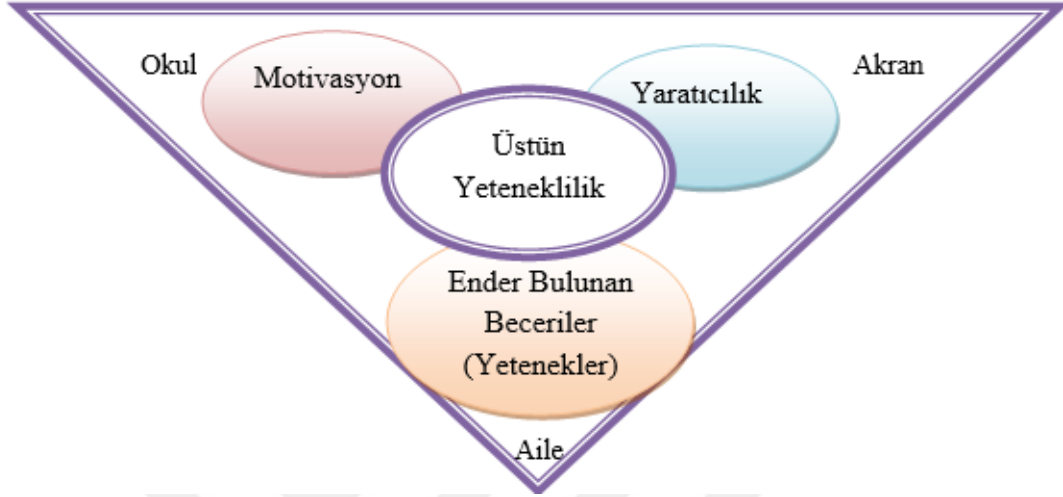 Okul
Motivasyon
Yaratıcılık
Akran
Üstün
Yeteneklilik
Ender Bulunan
Beceriler
(Yetenekler)
Aile